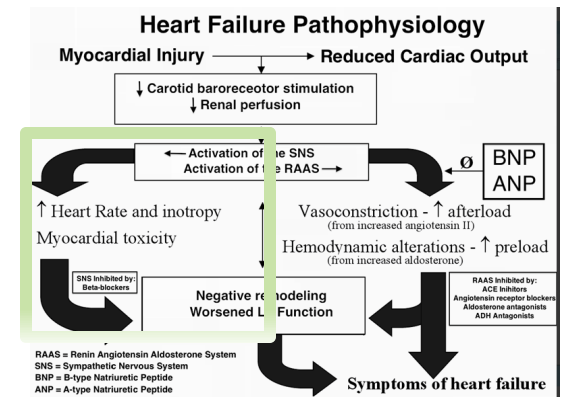 Heart Failure Pathophysiology
Myocardial Injury → Reduced Cardiac Output
↓ Carotid baroreceotor stimulation
↓ Renal perfusion
← Activation of the SNS
Activation of the RAAS →
Ø
BNP
ANP
↑ Heart Rate and inotropy
Myocardial toxicity
Vasoconstriction - ↑ afterload
(from increased angiotensin II)
Hemodynamic alterations - ↑ preload
(from increased aldosterone)
SNS Inhibited by:
Beta-blockers
RAAS Inhibited by:
ACE Inhibitors
Angiotensin receptor blockers
Aldosterone antagonists
ADH Antagonists
Negative remodeling
Worsened LV Function
RAAS = Renin Angiotensin Aldosterone System
SNS = Sympathetic Nervous System
BNP = B-type Natriuretic Peptide
ANP = A-type Natriuretic Peptide
Symptoms of heart failure